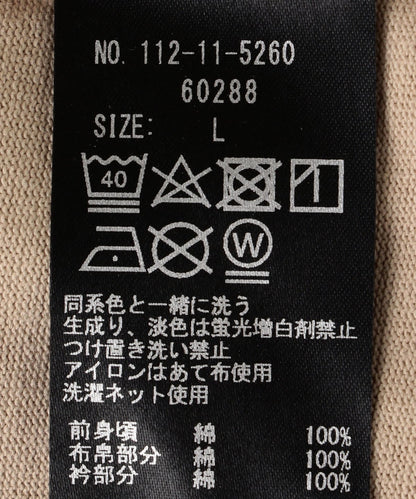 NO. 112-11-5260
60288
SIZE: L
40
W
同系色と一緒に洗う
生成り、淡色は蛍光増白剤禁止
つけ置き洗い禁止
アイロンはあて布使用
洗濯ネット使用
前身頃 綿 100%
布帛部分 綿 100%
衿部分 綿 100%